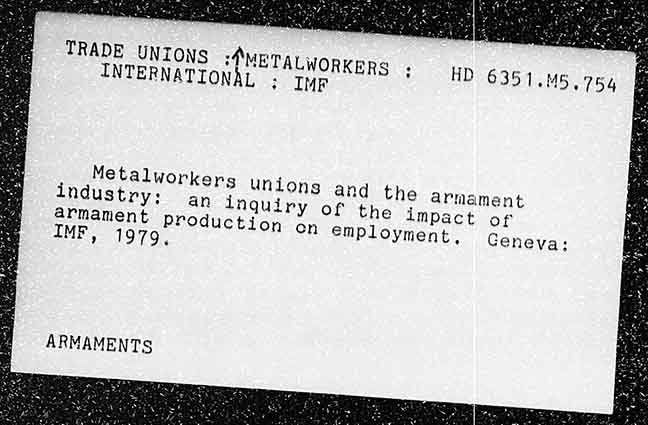 TRADE UNIONS :↑METALWORKERS : HD 6351.M5.754
INTERNATIONAL : IMF
Metalworkers unions and the armament
industry: an inquiry of the impact of
armament production on employment. Geneva:
IMF, 1979.
ARMAMENTS